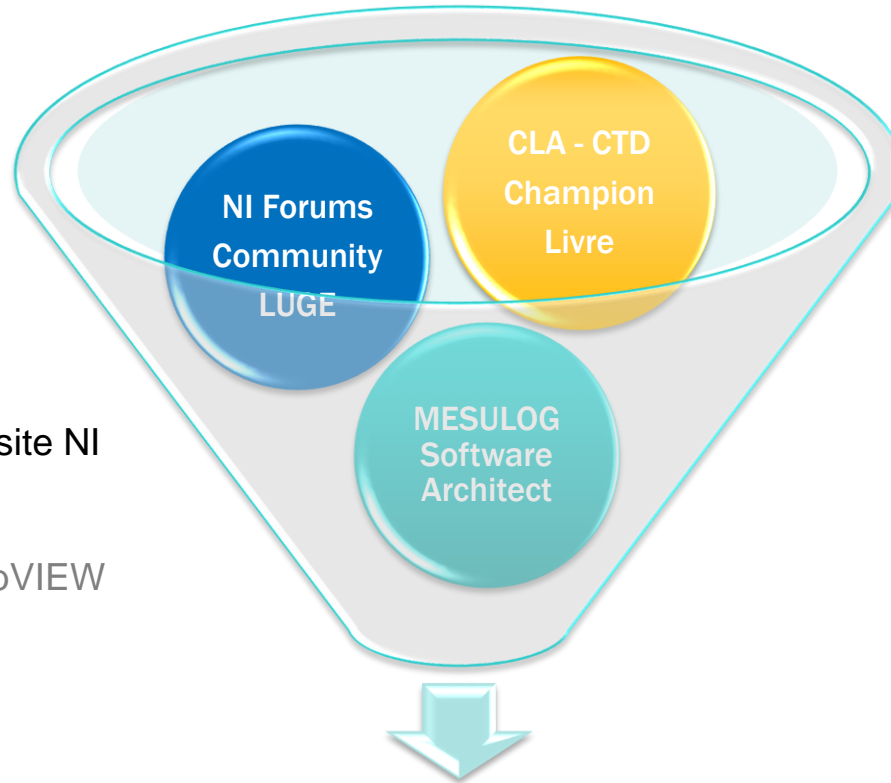 CLA - CTD
Champion
Livre
NI Forums
Community
LUGE
MESULOG
Software
Architect
site NI
oVIEW